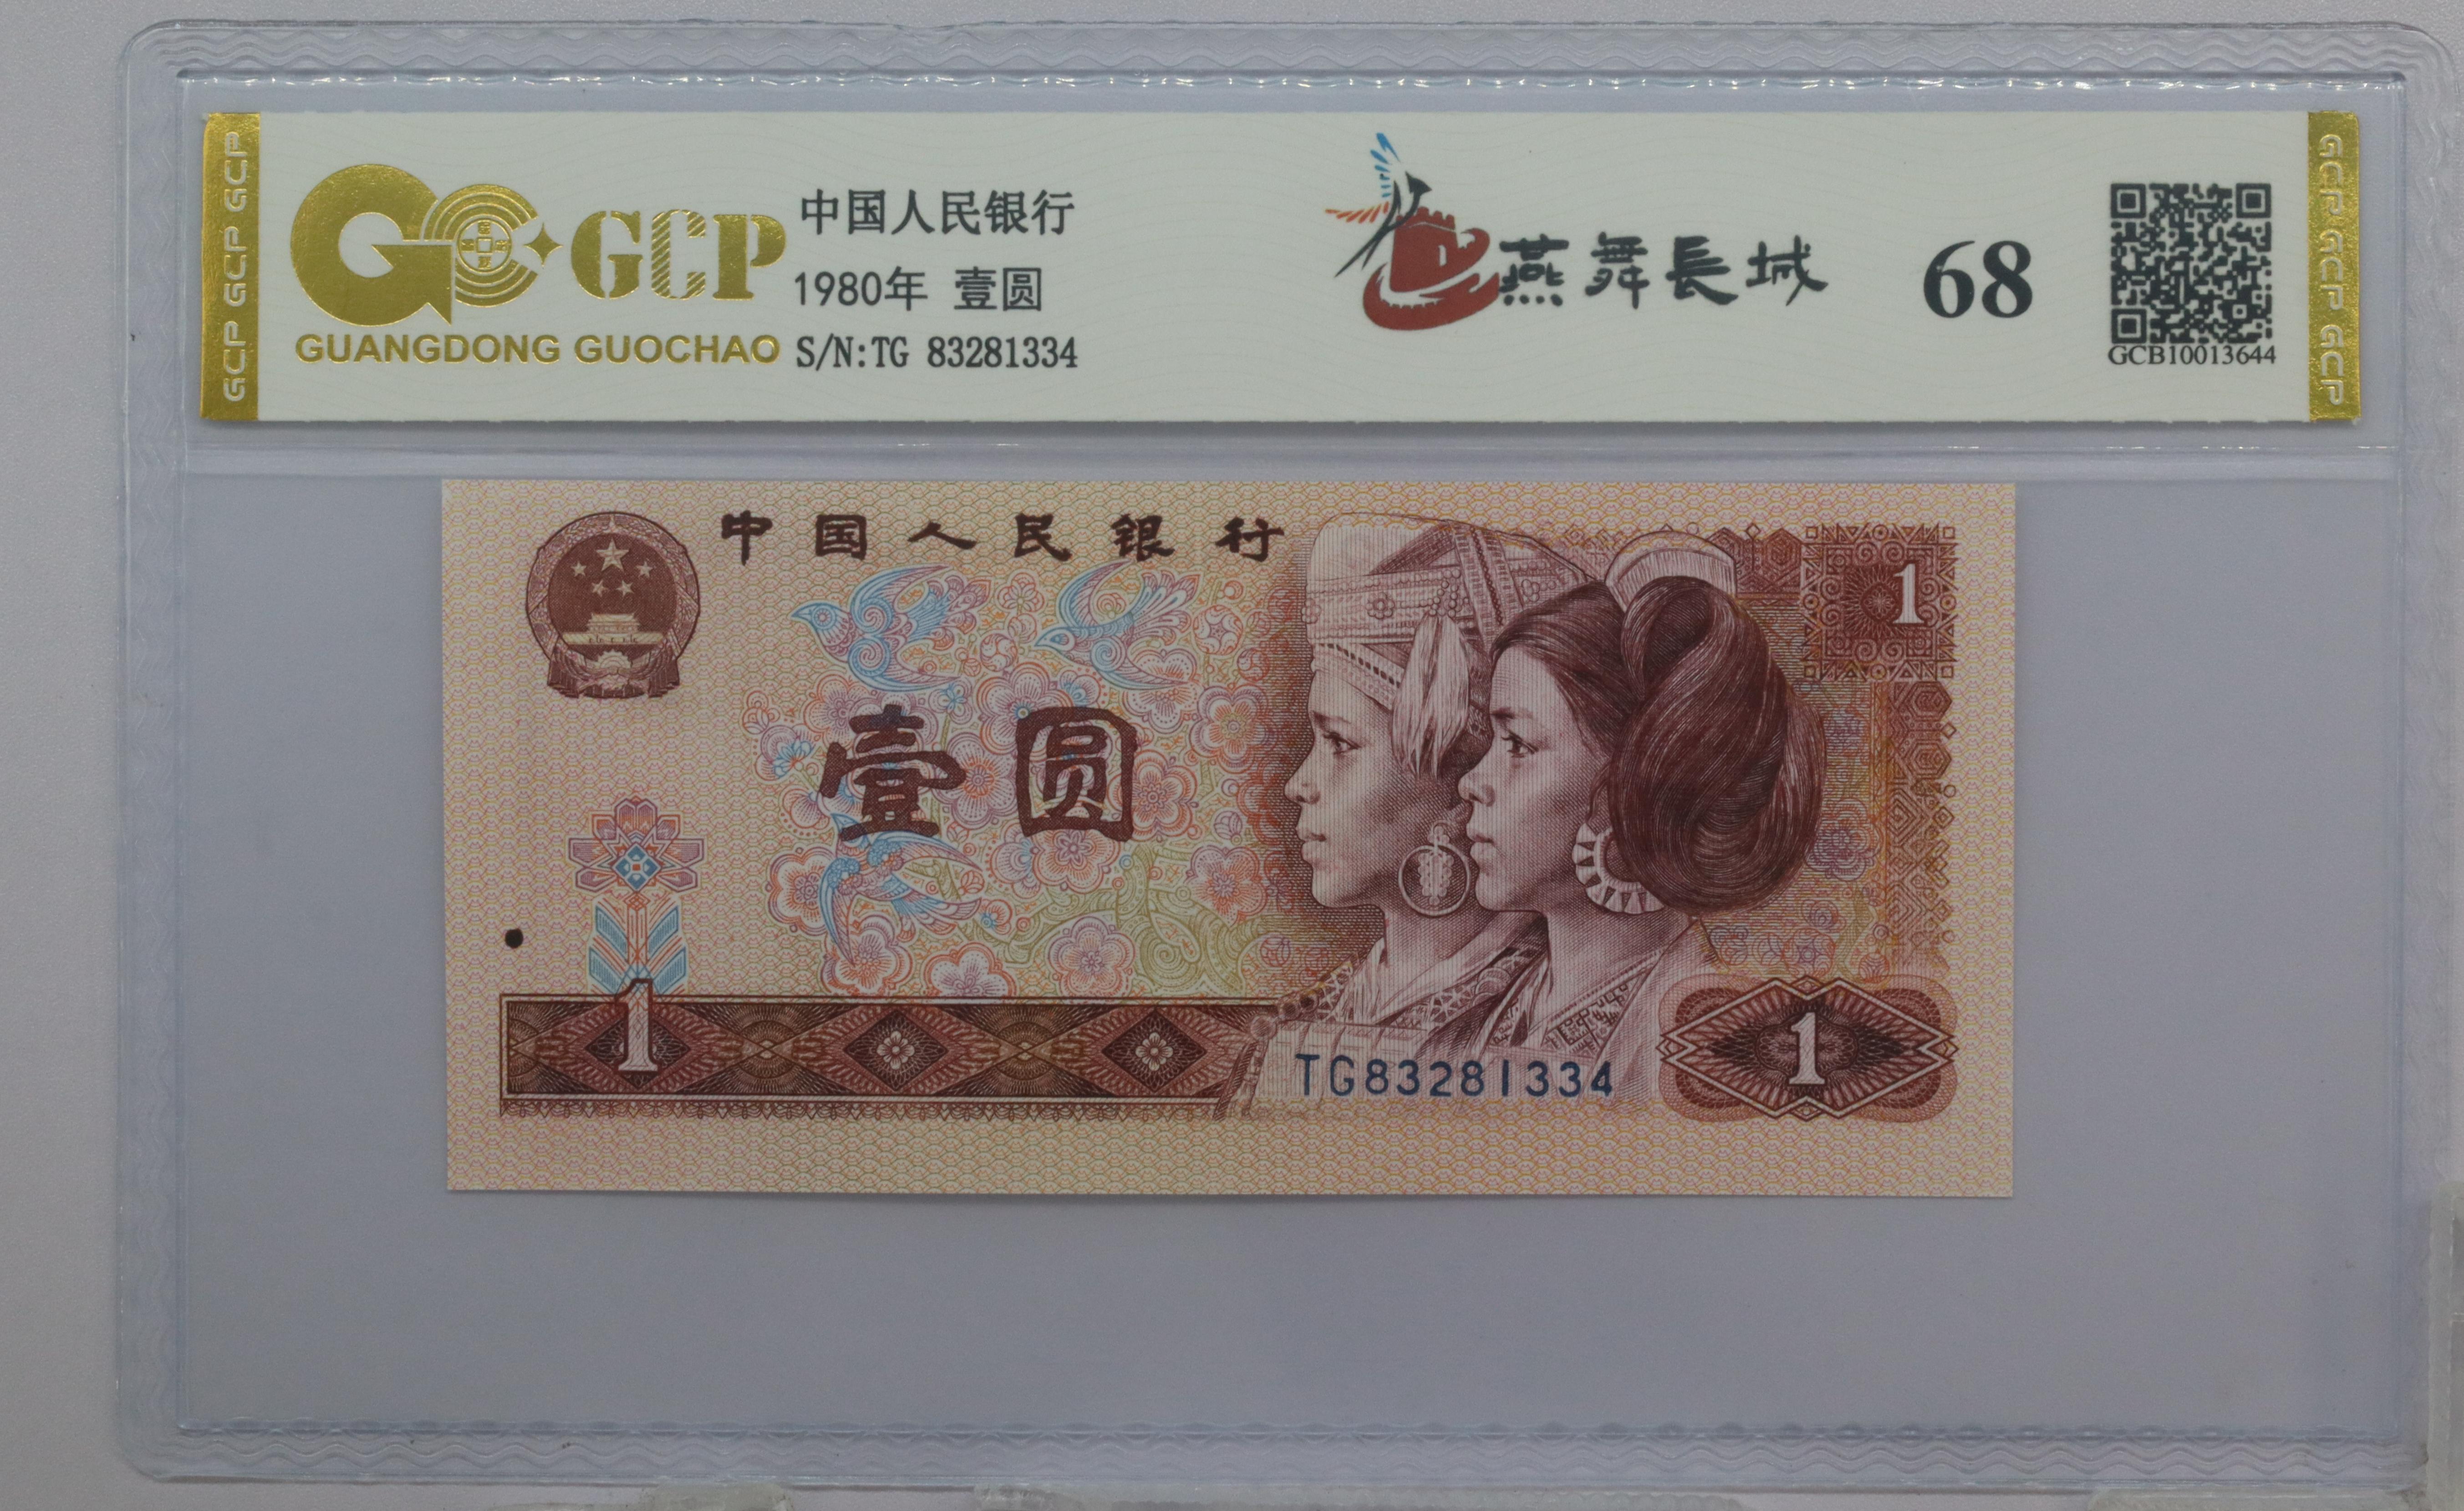 GCP GCP GCP
GCP
GUANGDONG GUOCHAO
中国人民银行
1980年 壹圆
S/N:TG 83281334
燕舞長城
68
GCB10013644
GCP GCP GCP
中国人民银行
1
壹圆
1
TG83281334
1